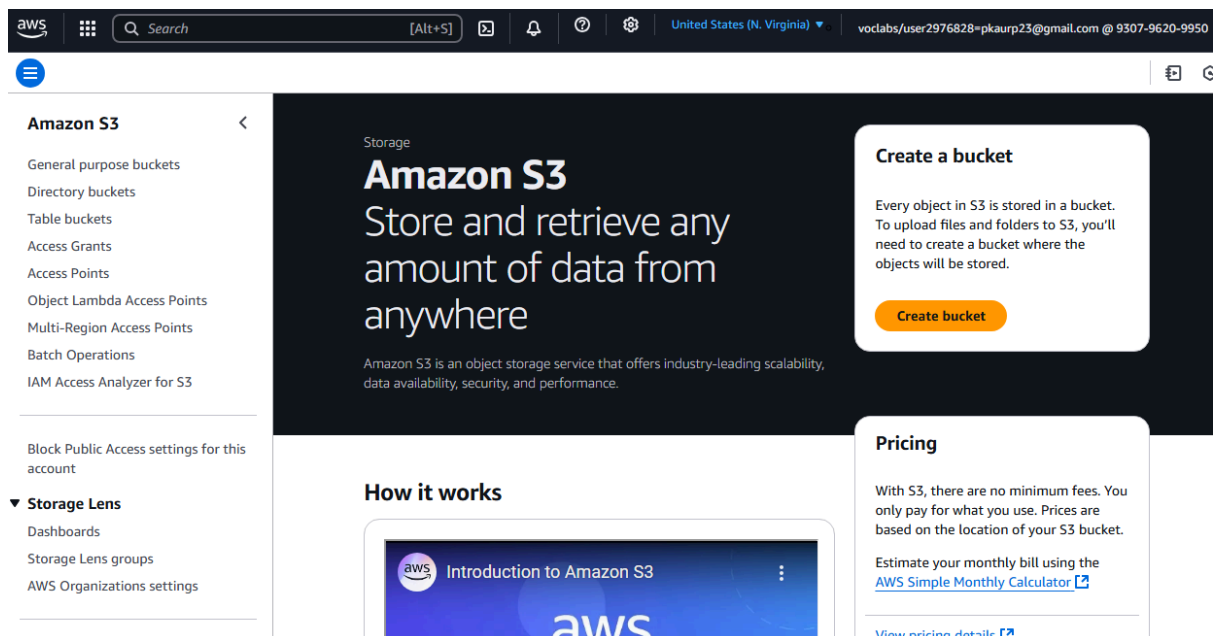 aws
Search [Alt+S]
United States (N. Virginia)
voclabs/user2976828=pkaurp23@gmail.com @ 9307-9620-9950
Amazon S3
General purpose buckets
Directory buckets
Table buckets
Access Grants
Access Points
Object Lambda Access Points
Multi-Region Access Points
Batch Operations
IAM Access Analyzer for S3
Block Public Access settings for this
account
Storage Lens
Dashboards
Storage Lens groups
AWS Organizations settings
Storage
Amazon S3
Store and retrieve any
amount of data from
anywhere
Amazon S3 is an object storage service that offers industry-leading scalability,
data availability, security, and performance.
How it works
aws
Introduction to Amazon S3
aws
Create a bucket
Every object in S3 is stored in a bucket.
To upload files and folders to S3, you'll
need to create a bucket where the
objects will be stored.
Create bucket
Pricing
With S3, there are no minimum fees. You
only pay for what you use. Prices are
based on the location of your S3 bucket.
Estimate your monthly bill using the
AWS Simple Monthly Calculator
View pricing details